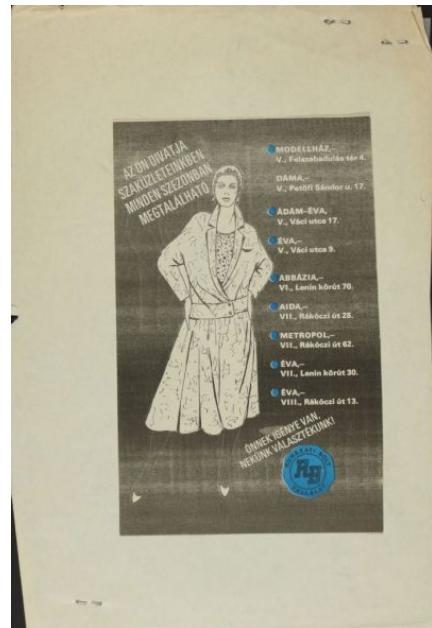 AZ ÖN DIVATJA
SZAKÜZLETEINKBEN
MINDEN SZEZONBAN
MEGTALÁLHATÓ
MODELLHÁZ,–
V., Felszabadulás tér 4.
DÁMA,–
V., Petőfi Sándor u. 17.
ÁDÁM–ÉVA,
V., Váci utca 17.
ÉVA,–
V., Váci utca 9.
ABBÁZIA,–
VI., Lenin körút 70.
AIDA,–
VII., Rákóczi út 28.
METROPOL,–
VII., Rákóczi út 62.
ÉVA,–
VII., Lenin körút 30.
ÉVA,–
VIII., Rákóczi út 13.
ÖNNEK IGÉNYE VAN,
NEKÜNK VÁLASZTÉKUNK!
RB